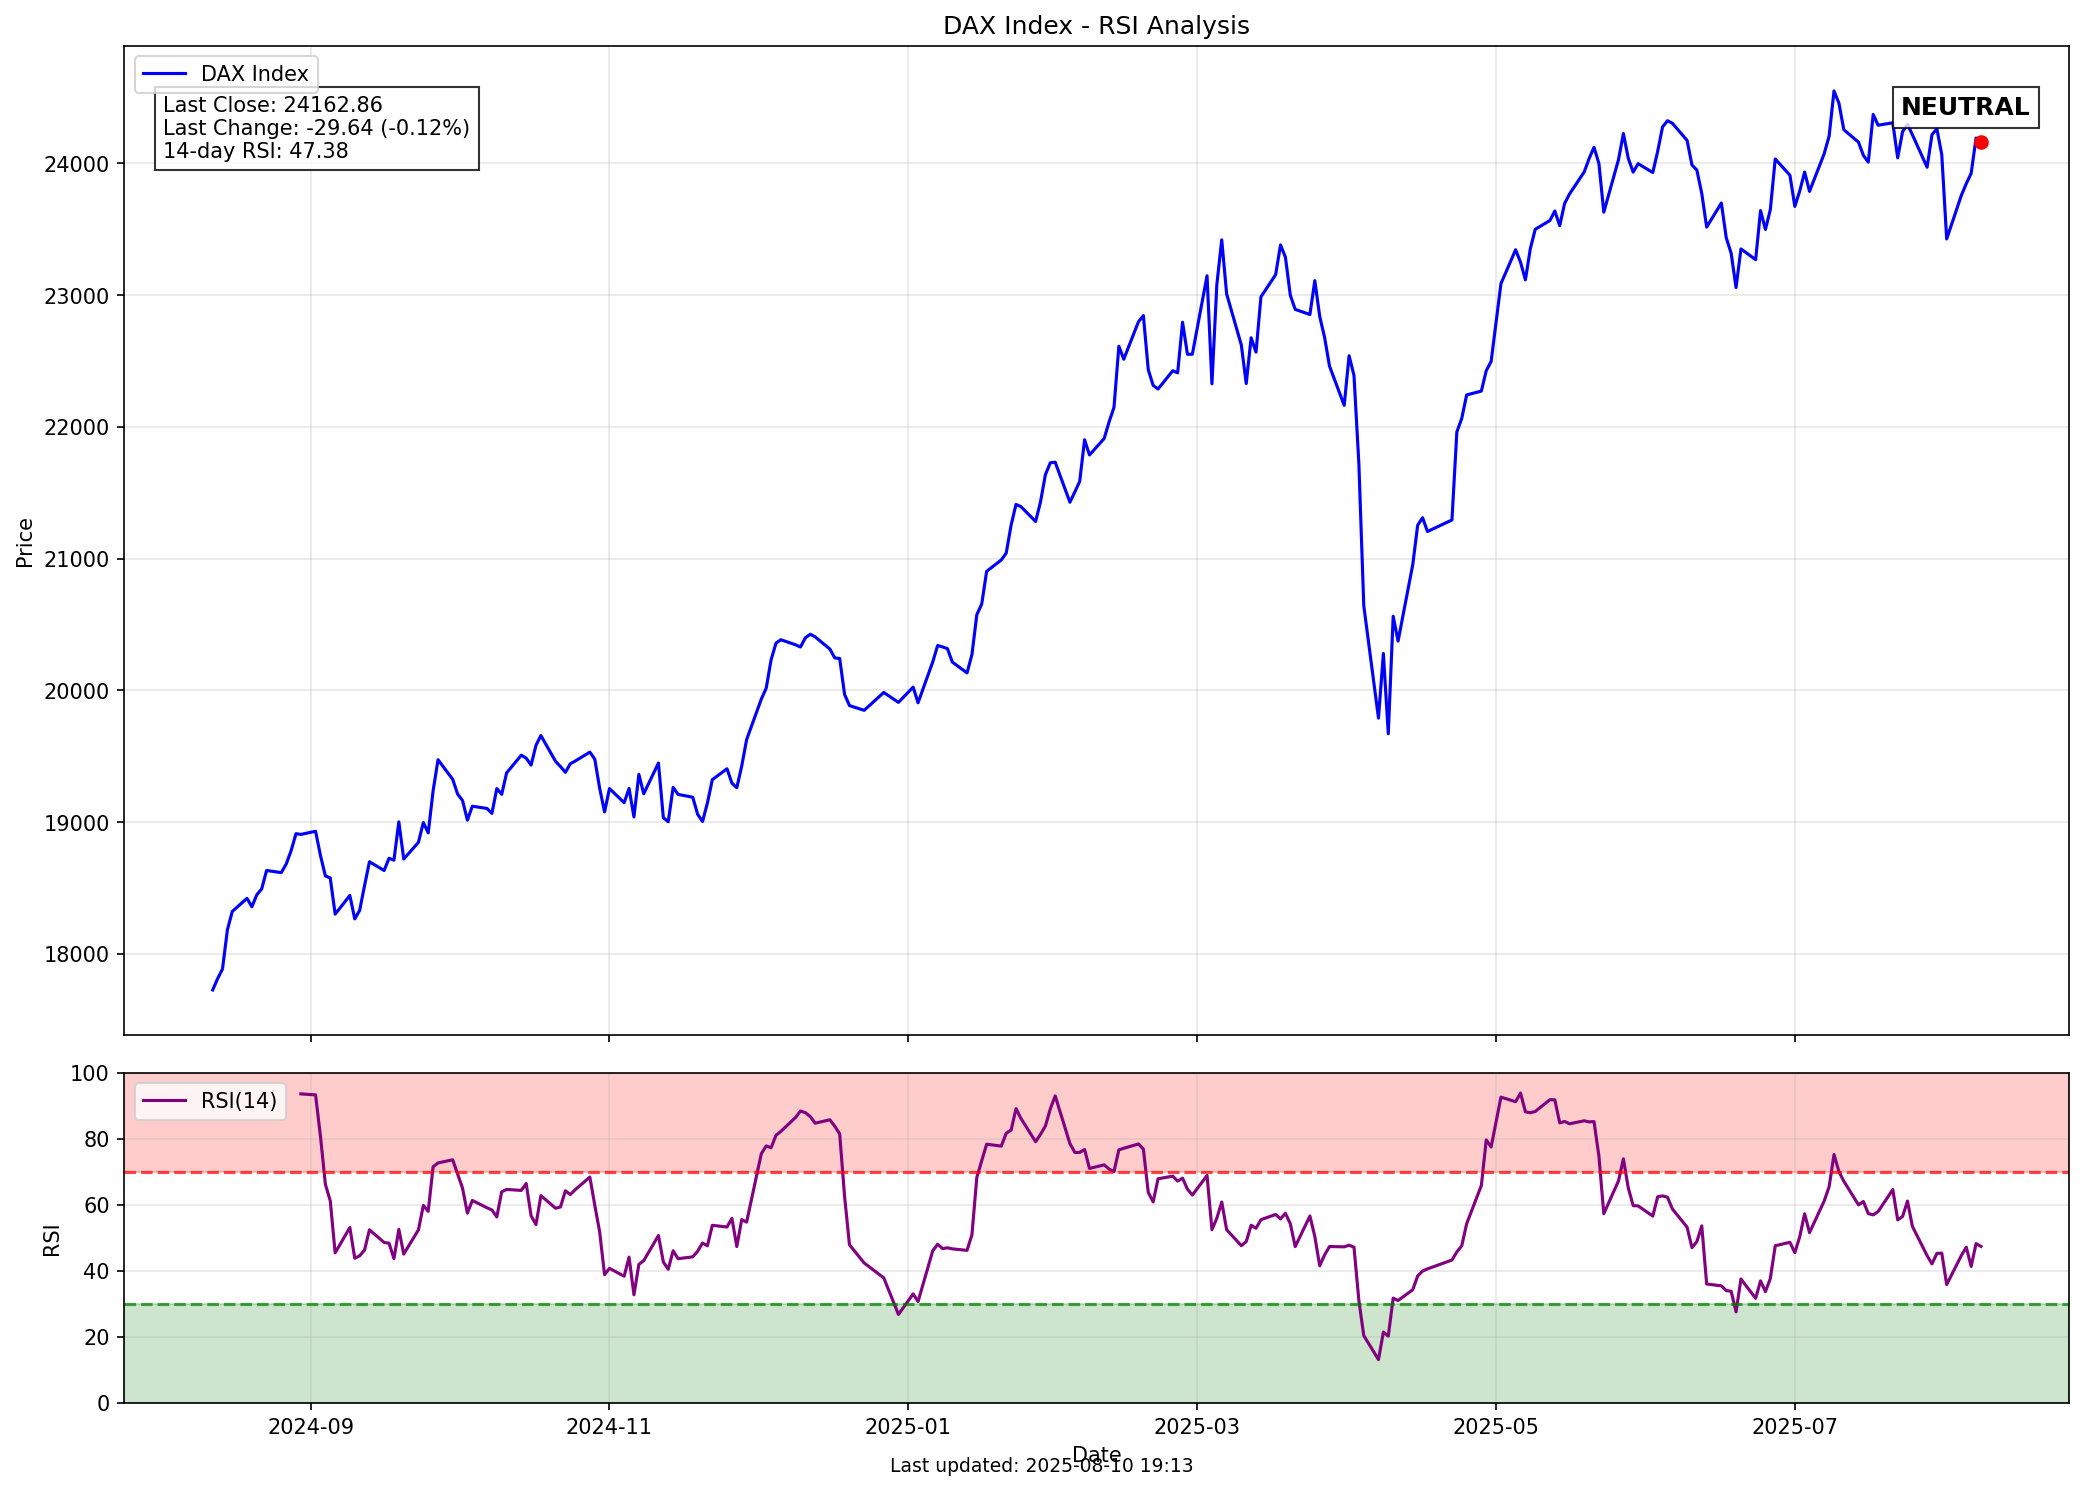 DAX Index - RSI Analysis
DAX Index
Last Close: 24162.86
Last Change: -29.64 (-0.12%)
14-day RSI: 47.38
NEUTRAL
Price
24000
23000
22000
21000
20000
19000
18000
RSI(14)
RSI
100
80
60
40
20
0
2024-09
2024-11
2025-01
2025-03
2025-05
2025-07
Date
Last updated: 2025-08-10 19:13